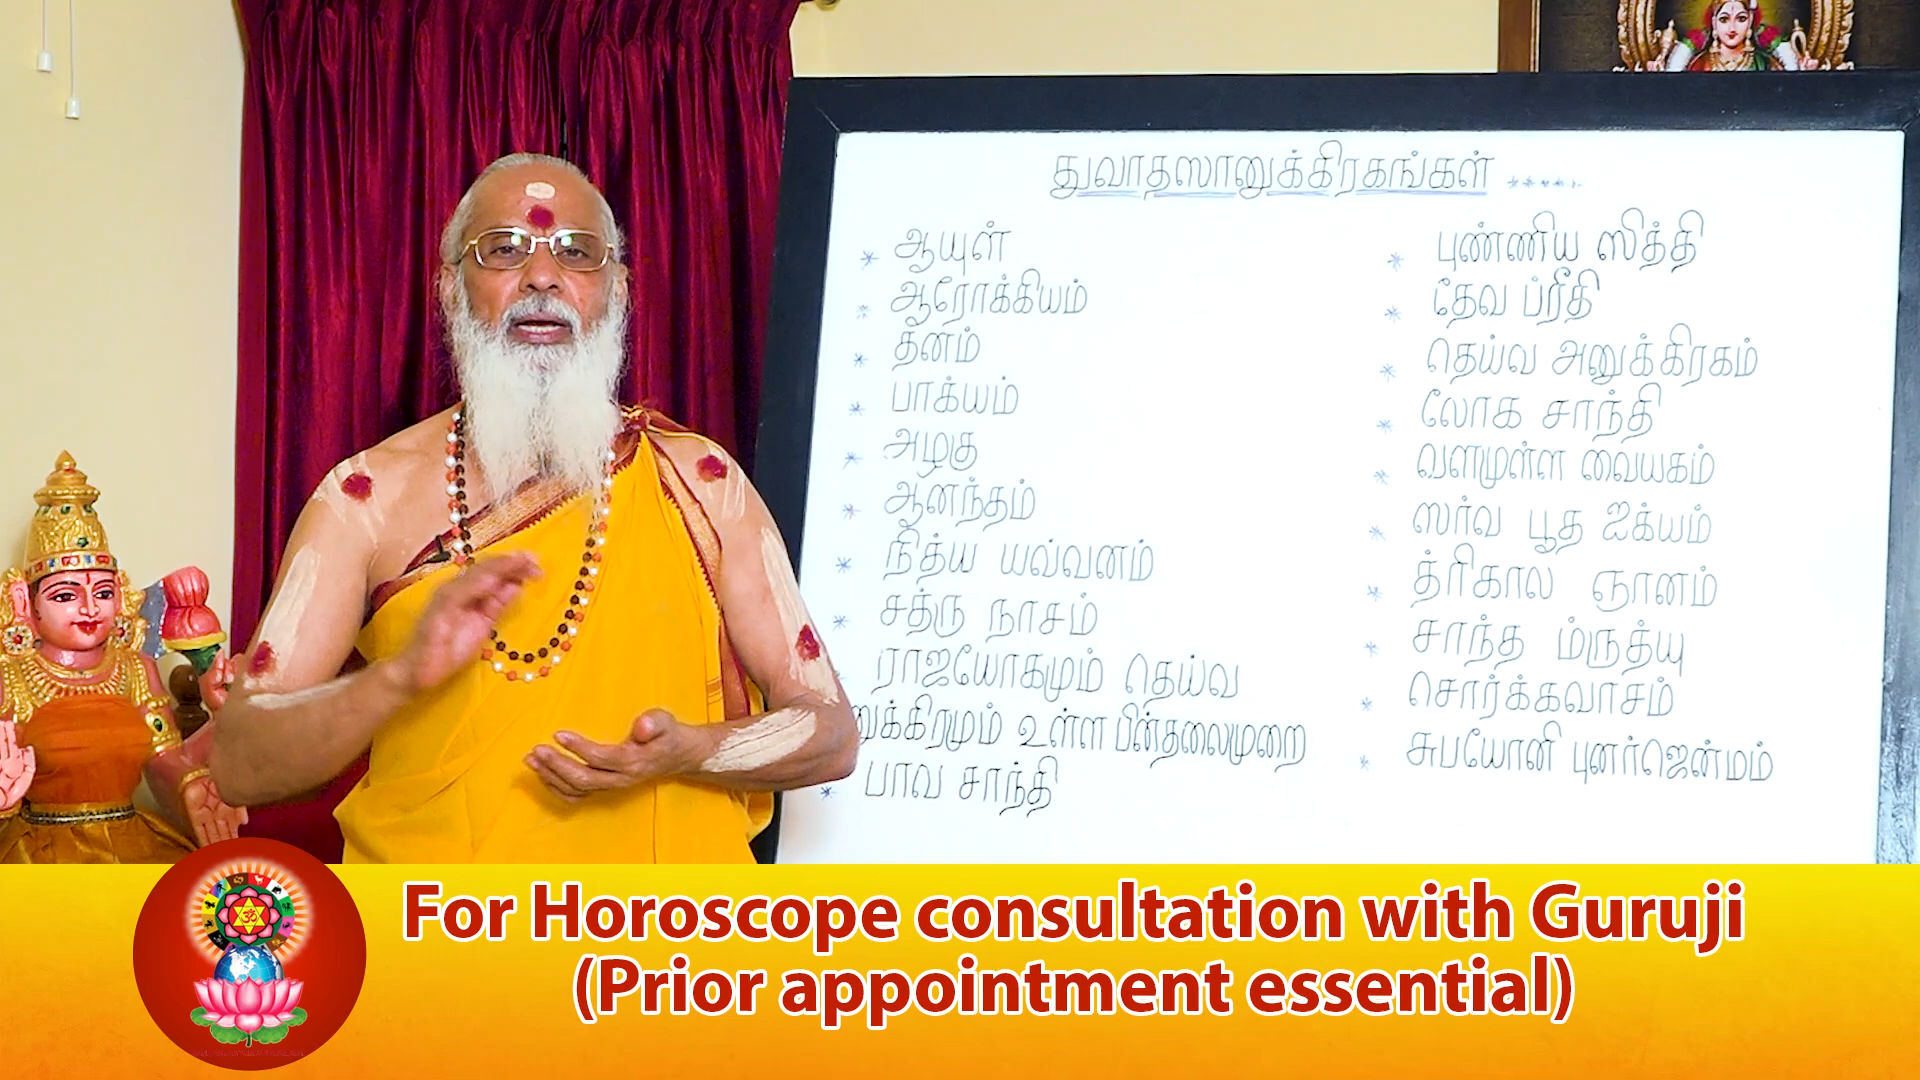 துவாதஸானுக்கிரகங்கள் ......
* ஆயுள்
* ஆரோக்கியம்
* தனம்
* பாக்யம்
* அழகு
* ஆனந்தம்
* நித்ய யவ்வனம்
* சத்ரு நாசம்
ராஜயோகமும் தெய்வ
னுக்கிரமும் உள்ள பின்தலைமுறை
* பாவ சாந்தி
* புண்ணிய ஸித்தி
* தேவ ப்ரீதி
* தெய்வ அனுக்கிரகம்
* லோக சாந்தி
* வளமுள்ள வையகம்
* ஸர்வ பூத ஐக்யம்
* த்ரிகால ஞானம்
* சாந்த ம்ருத்யு
* சொர்க்கவாசம்
* சுபயோனி புனர்ஜென்மம்
For Horoscope consultation with Guruji
(Prior appointment essential)